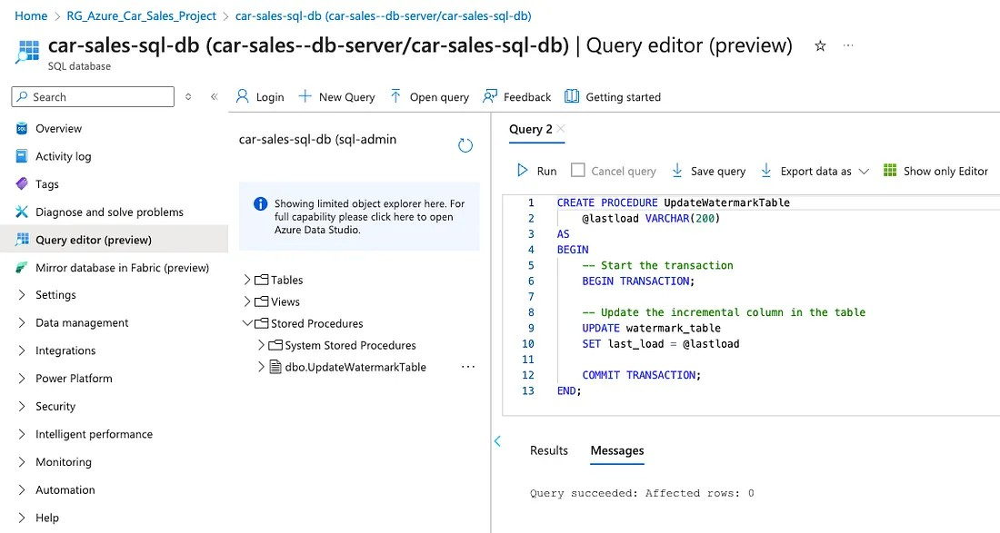 Home > RG_Azure_Car_Sales_Project > car-sales-sql-db (car-sales--db-server/car-sales-sql-db)
car-sales-sql-db (car-sales--db-server/car-sales-sql-db) | Query editor (preview)
SQL database
Search
Overview
Activity log
Tags
Diagnose and solve problems
Query editor (preview)
Mirror database in Fabric (preview)
Settings
Data management
Integrations
Power Platform
Security
Intelligent performance
Monitoring
Automation
Help
Login
New Query
Open query
Feedback
Getting started
car-sales-sql-db (sql-admin
Showing limited object explorer here. For
full capability please click here to open
Azure Data Studio.
Tables
Views
Stored Procedures
System Stored Procedures
dbo.UpdateWatermarkTable
Query 2
Run
Cancel query
Save query
Export data as
Show only Editor
1 CREATE PROCEDURE UpdateWatermarkTable
2 @lastload VARCHAR(200)
3 AS
4 BEGIN
5 -- Start the transaction
6 BEGIN TRANSACTION;
7
8 -- Update the incremental column in the table
9 UPDATE watermark_table
10 SET last_load = @lastload
11
12 COMMIT TRANSACTION;
13 END;
Results
Messages
Query succeeded: Affected rows: 0